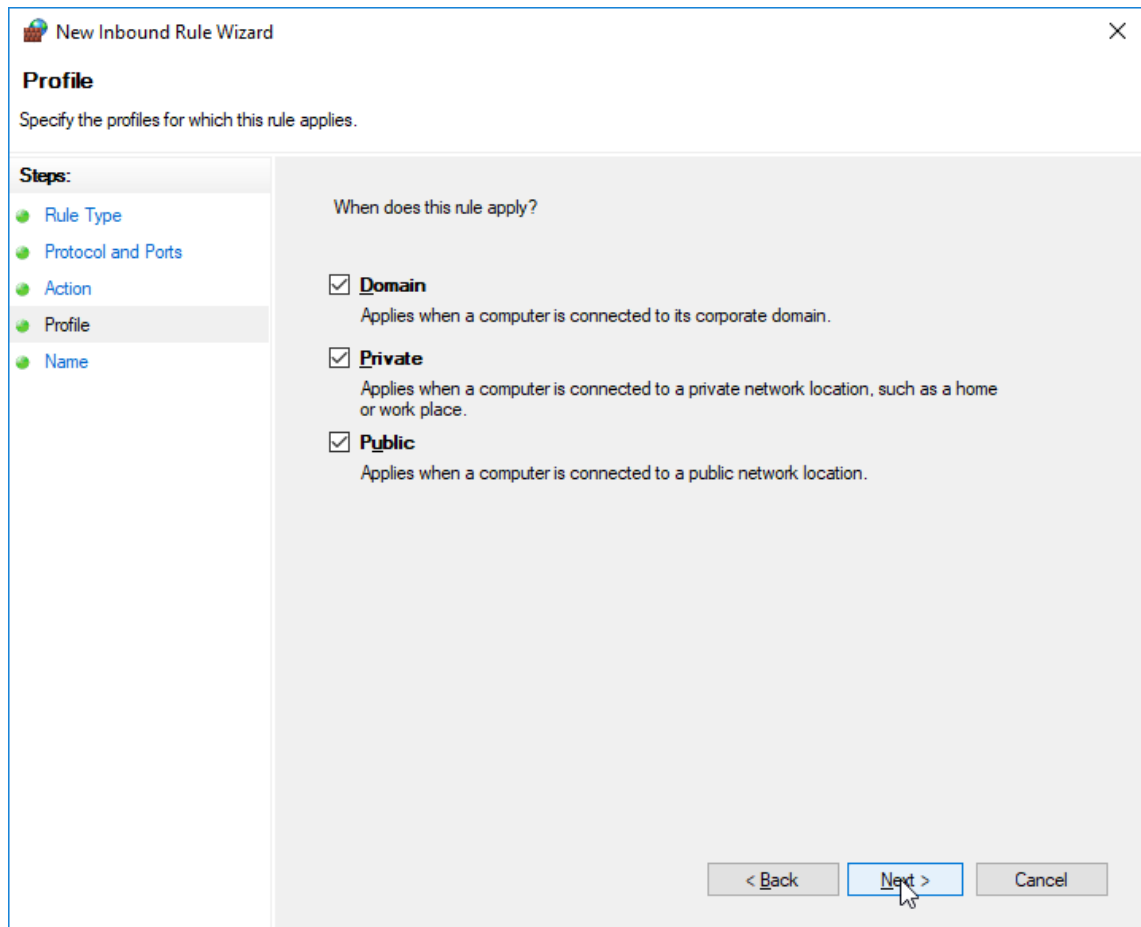 New Inbound Rule Wizard
Profile
Specify the profiles for which this rule applies.
Steps:
Rule Type
Protocol and Ports
Action
Profile
Name
When does this rule apply?
Domain
Applies when a computer is connected to its corporate domain.
Private
Applies when a computer is connected to a private network location, such as a home
or work place.
Public
Applies when a computer is connected to a public network location.
< Back
Next >
Cancel